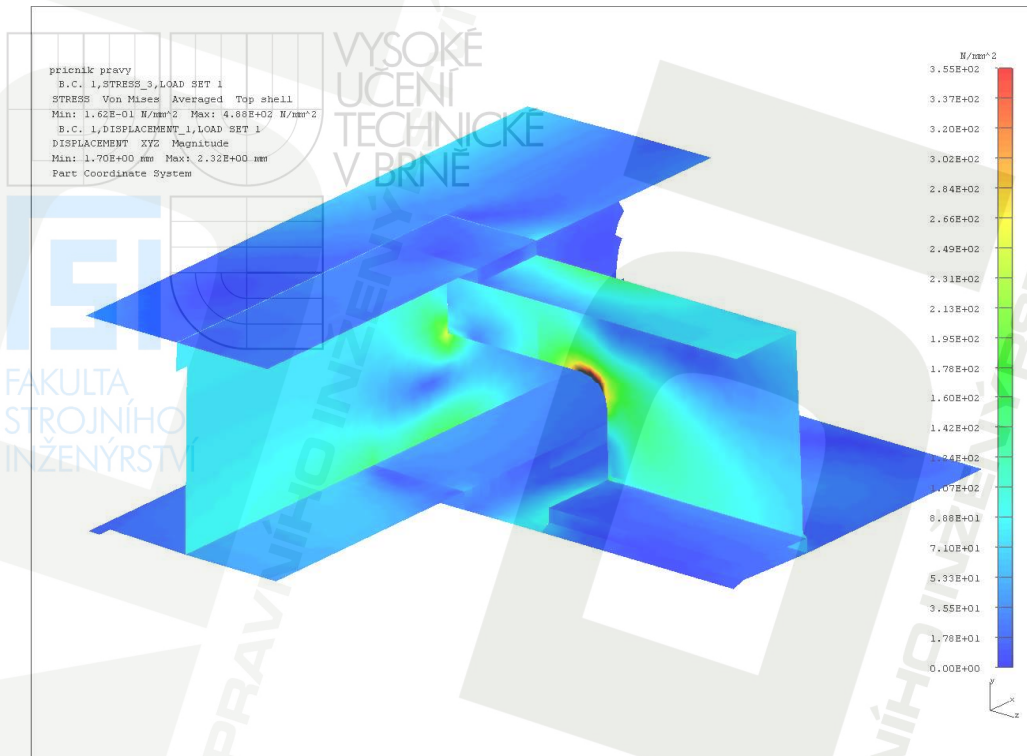 pricnik pravy
B.C. 1,STRESS_3,LOAD SET 1
STRESS Von Mises Averaged Top shell
Min: 1.62E-01 N/mm^2 Max: 4.88E+02 N/mm^2
B.C. 1,DISPLACEMENT_1,LOAD SET 1
DISPLACEMENT XYZ Magnitude
Min: 1.70E+00 mm Max: 2.32E+00 mm
Part Coordinate System
VYSOKÉ
UČENÍ
TECHNICKÉ
V BRNĚ
FAKULTA
STROJNÍHO
INŽENÝRSTVÍ
N/mm^2
3.55E+02
3.37E+02
3.20E+02
3.02E+02
2.84E+02
2.66E+02
2.49E+02
2.31E+02
2.13E+02
1.95E+02
1.78E+02
1.60E+02
1.42E+02
1.24E+02
1.07E+02
8.88E+01
7.10E+01
5.33E+01
3.55E+01
1.78E+01
0.00E+00
y
x
z